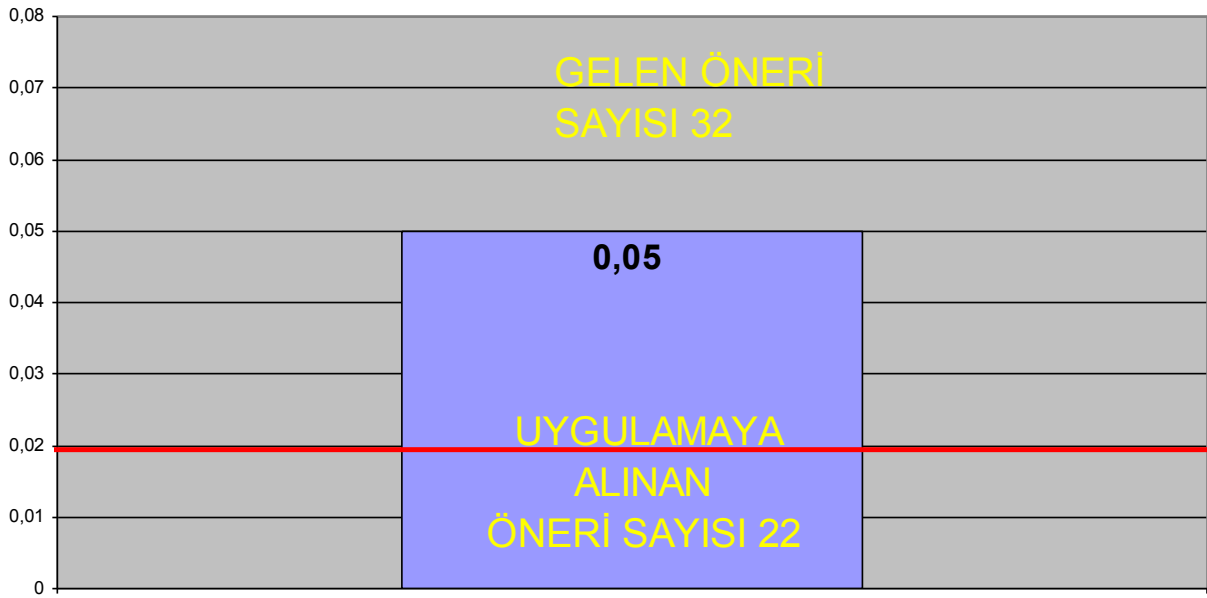 0,08
GELEN ÖNERİ
0,07
SAYISI 32
0,06
0,05
0,05
0,04
0,03
UYGULAMAYA
0,02
ALINAN
0,01
ÖNERİ SAYISI 22
0